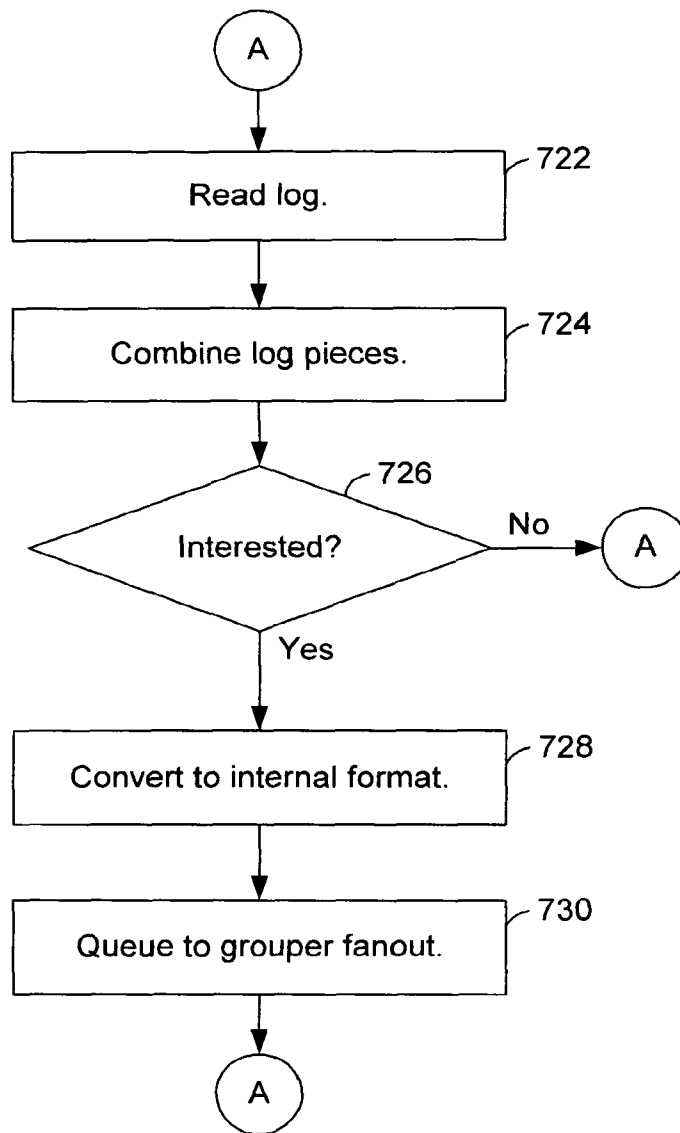 A
722
Read log.
724
Combine log pieces.
726
Interested?
No
A
Yes
728
Convert to internal format.
730
Queue to grouper fanout.
A